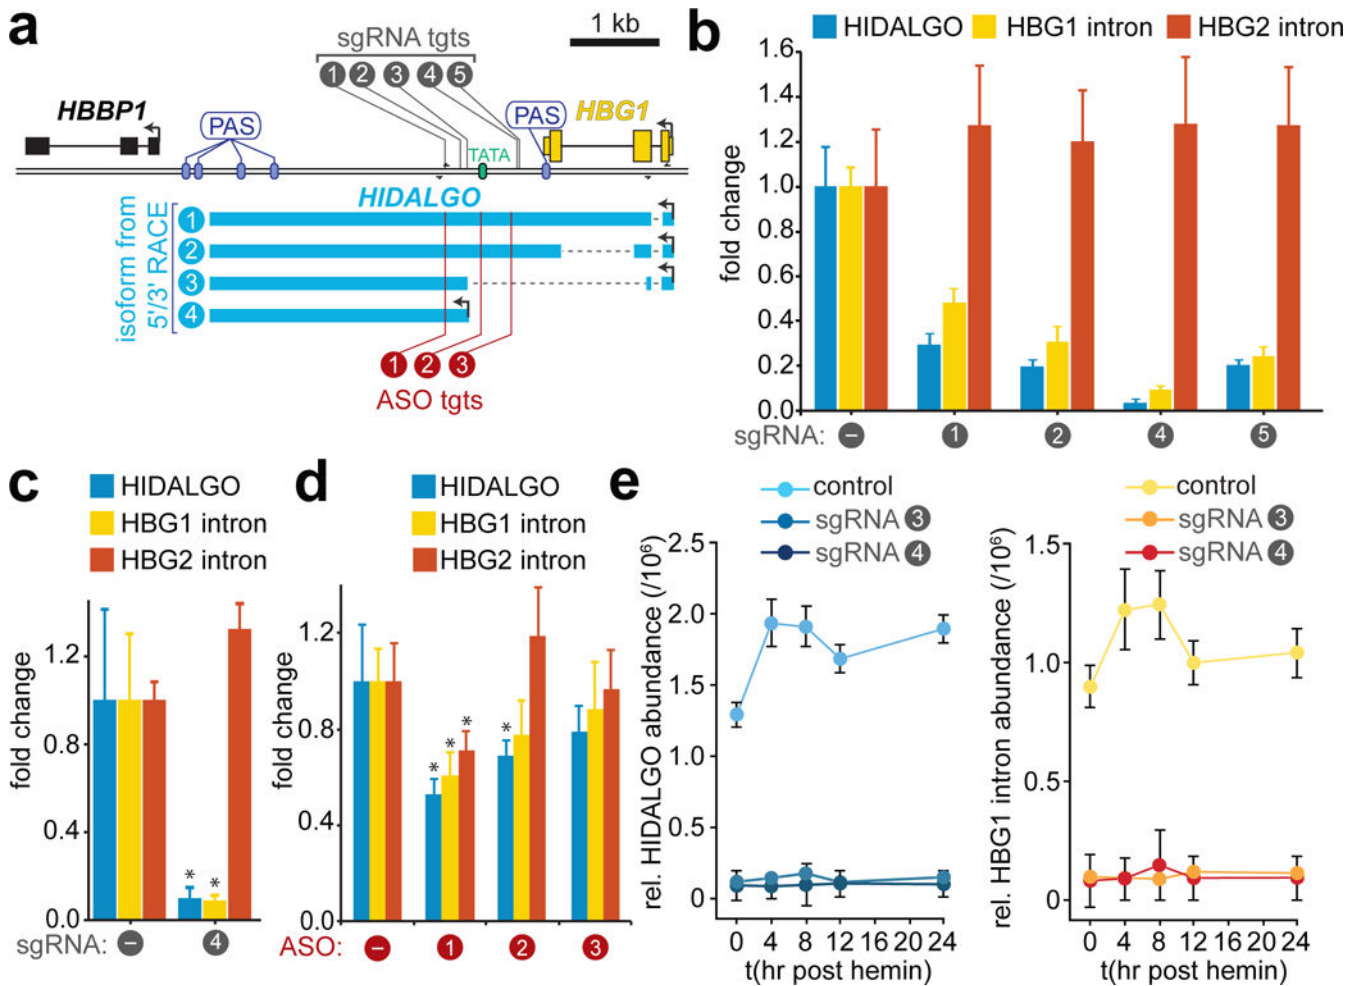 a
sgRNA tgts
1 kb
1 2 3 4 5
HBBP1
PAS
PAS
HBG1
TATA
HIDALGO
isoform from
5'/3' RACE
1
2
3
4
1 2 3
ASO tgts
b
HIDALGO HBG1 intron HBG2 intron
fold change
1.6
1.4
1.2
1.0
0.8
0.6
0.4
0.2
0.0
sgRNA: – 1 2 4 5
c
HIDALGO
HBG1 intron
HBG2 intron
fold change
1.2
0.8
0.4
0.0
* *
sgRNA: – 4
d
HIDALGO
HBG1 intron
HBG2 intron
fold change
1.2
0.8
0.4
0.0
* * * *
ASO: – 1 2 3
e
control
sgRNA 3
sgRNA 4
rel. HIDALGO abundance (/10⁶)
2.5
2.0
1.5
1.0
0.5
0
0 4 8 12 16 20 24
t(hr post hemin)
control
sgRNA 3
sgRNA 4
rel. HBG1 intron abundance (/10⁶)
1.5
1.0
0.5
0
0 4 8 12 16 20 24
t(hr post hemin)